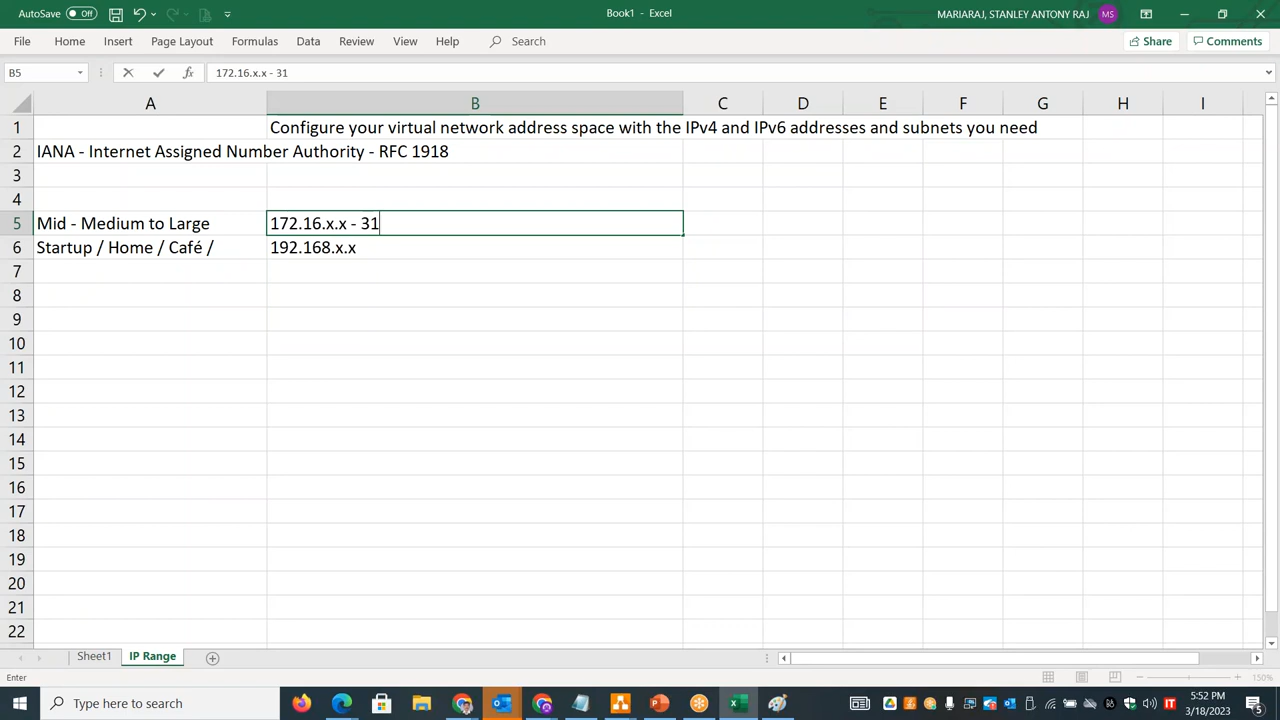 AutoSave Off
Book1 - Excel
MARIARAJ, STANLEY ANTONY RAJ MS
File Home Insert Page Layout Formulas Data Review View Help Search
Share Comments
B5 fx 172.16.x.x - 31
A B C D E F G H I
1 Configure your virtual network address space with the IPv4 and IPv6 addresses and subnets you need
2 IANA - Internet Assigned Number Authority - RFC 1918
3
4
5 Mid - Medium to Large 172.16.x.x - 31
6 Startup / Home / Café / 192.168.x.x
7
8
9
10
11
12
13
14
15
16
17
18
19
20
21
22
Sheet1 IP Range
Enter 150%
Type here to search
5:52 PM
3/18/2023